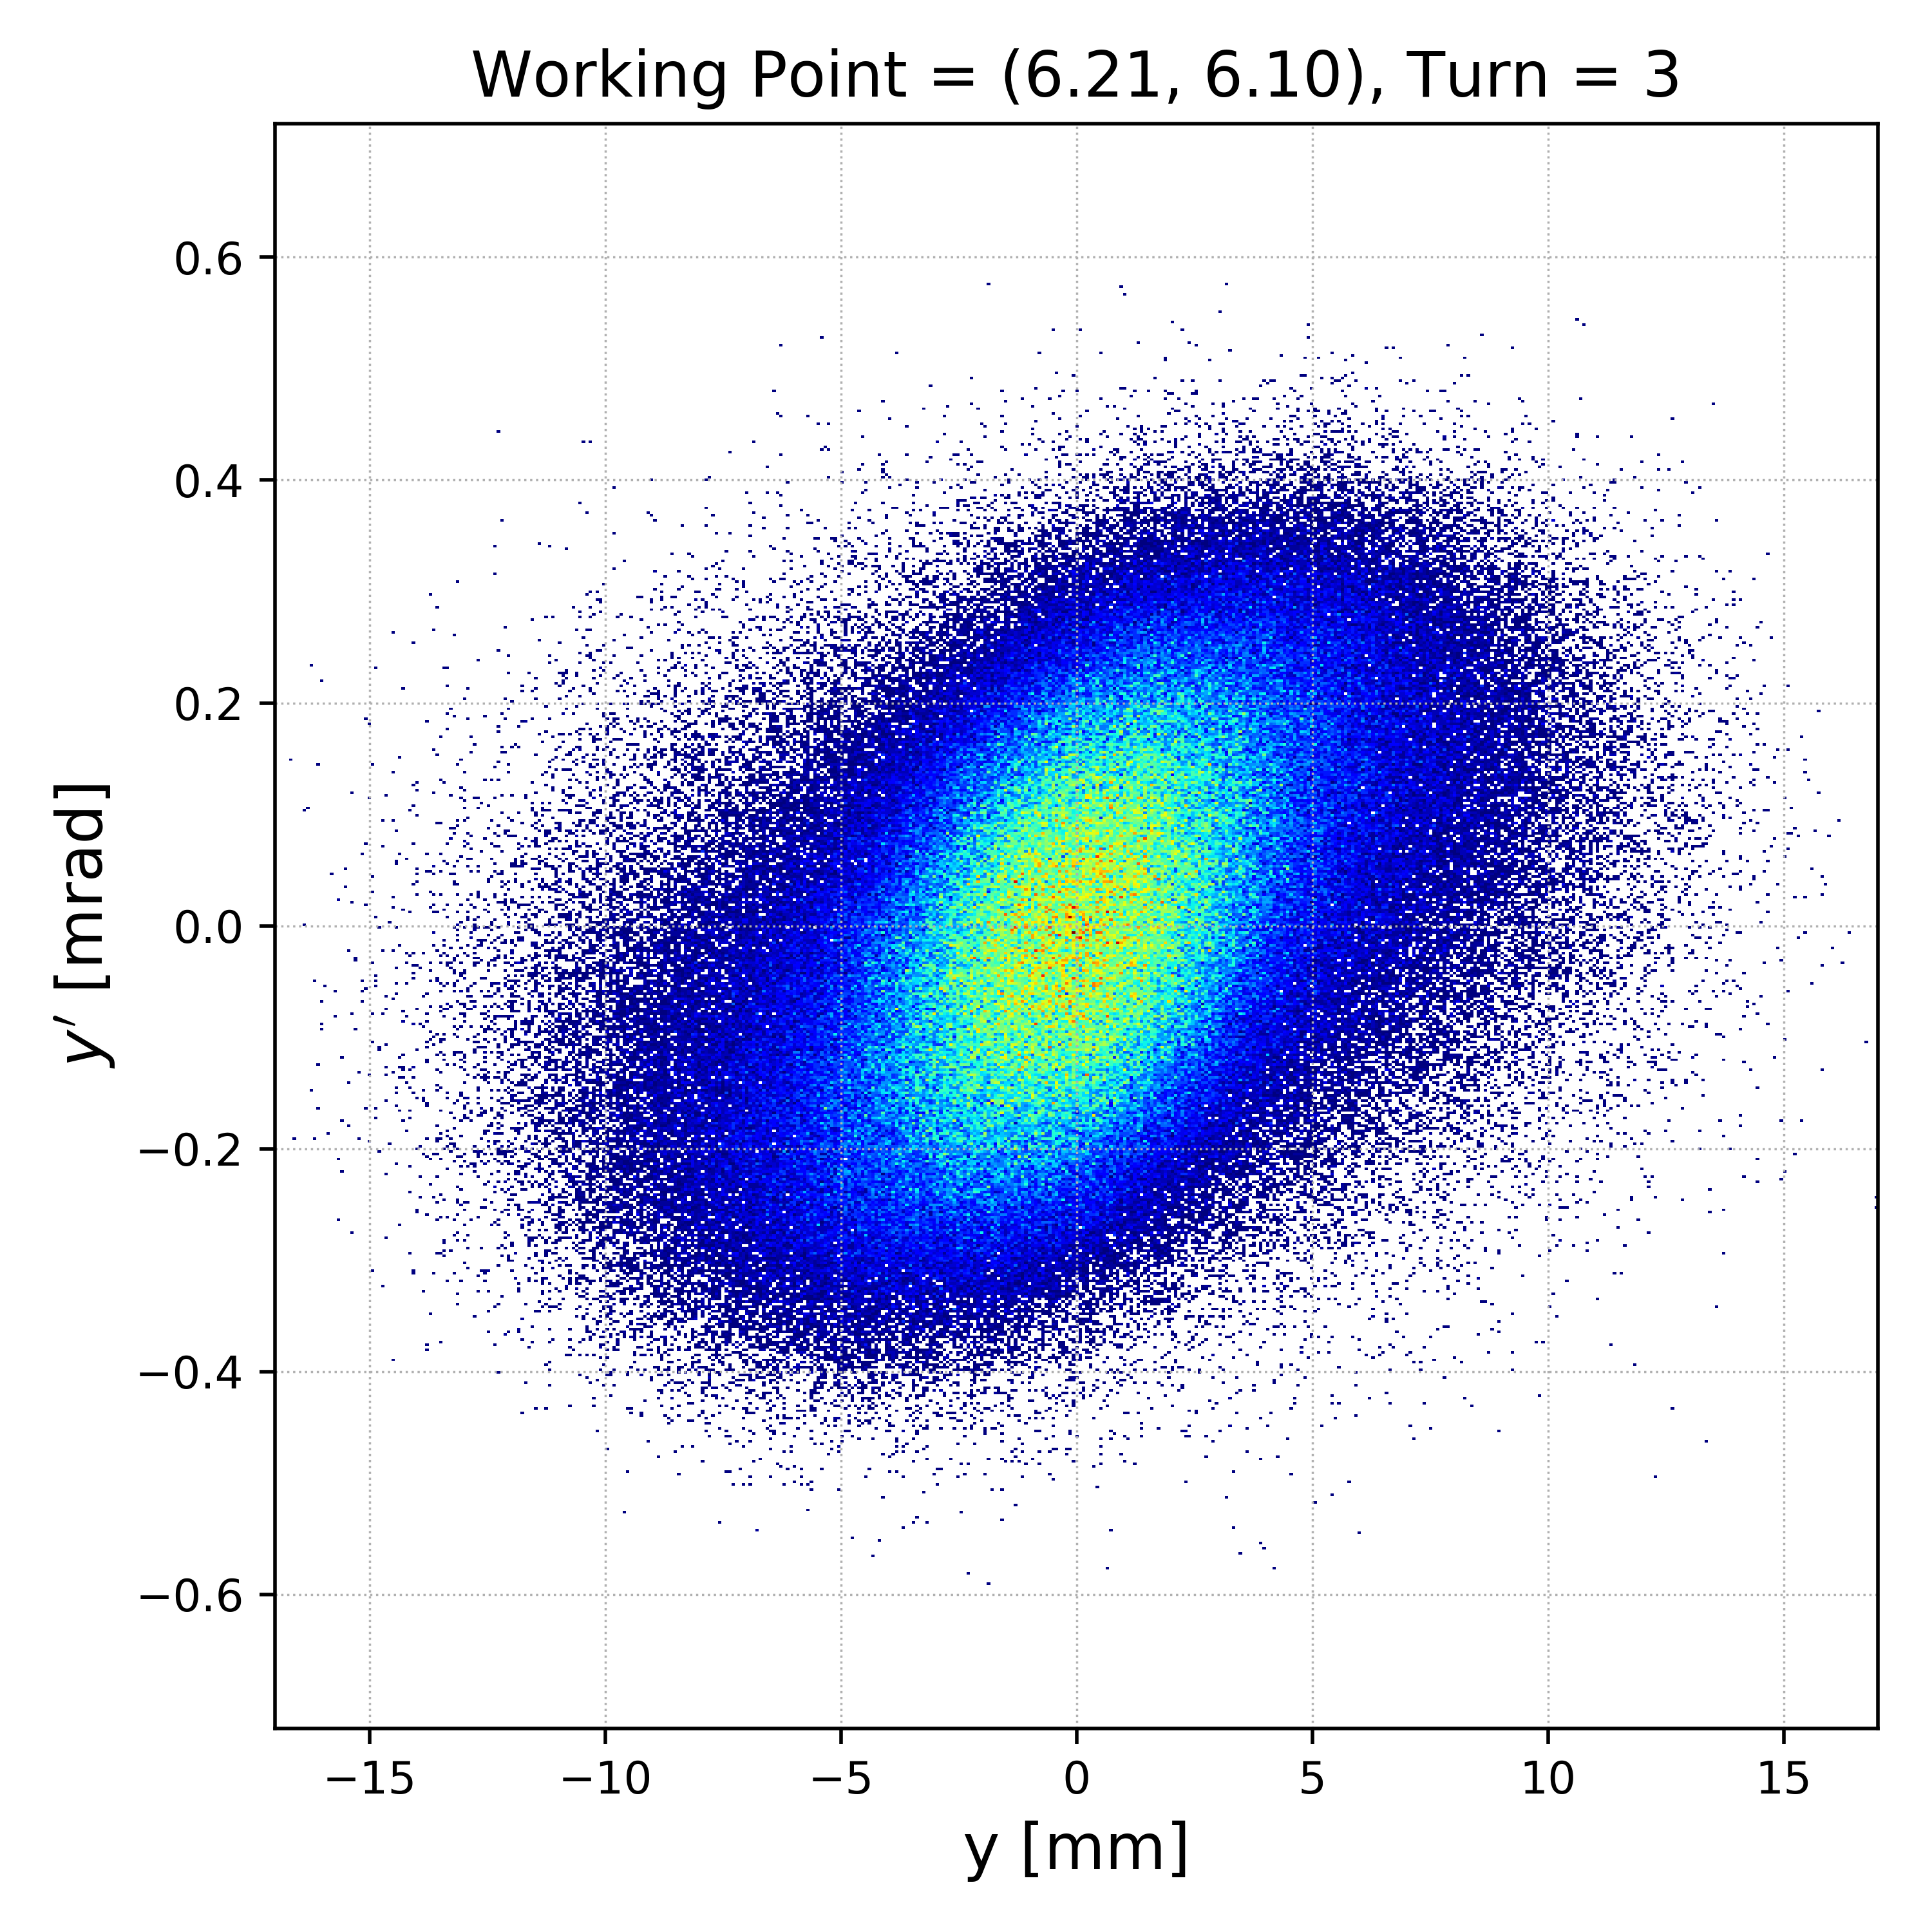 Working Point = (6.21, 6.10), Turn = 3
0.6
0.4
0.2
0.0
−0.2
−0.4
−0.6
y′ [mrad]
−15 −10 −5 0 5 10 15
y [mm]